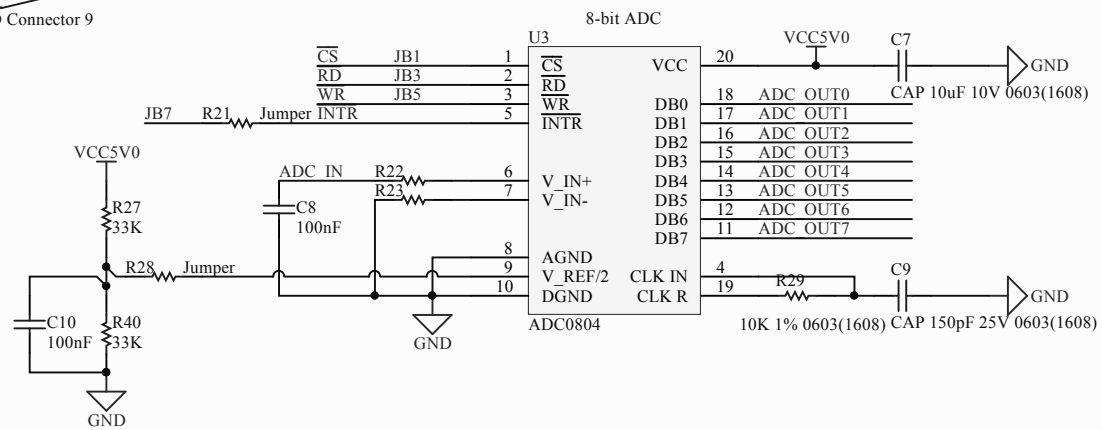 Connector 9
8-bit ADC
U3
VCC5V0
C7
CS JB1 1 CS VCC 20 GND
RD JB3 2 RD CAP 10uF 10V 0603(1608)
WR JB5 3 WR DB0 18 ADC_OUT0
JB7 R21 Jumper INTR 5 INTR DB1 17 ADC_OUT1
DB2 16 ADC_OUT2
VCC5V0 DB3 15 ADC_OUT3
ADC_IN R22 6 V_IN+ DB4 14 ADC_OUT4
R23 7 V_IN- DB5 13 ADC_OUT5
R27 C8 DB6 12 ADC_OUT6
33K 100nF DB7 11 ADC_OUT7
8 AGND
R28 Jumper 9 V_REF/2 CLK IN 4 C9
10 DGND CLK R 19 R29 GND
C10 R40 ADC0804 10K 1% 0603(1608) CAP 150pF 25V 0603(1608)
100nF 33K GND
GND